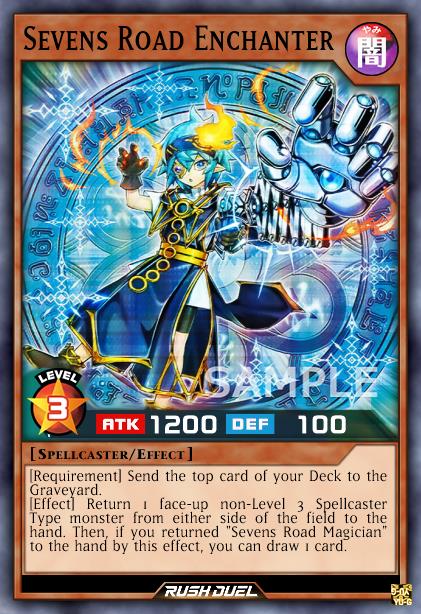 SEVENS ROAD ENCHANTER
やみ
闇
SAMPLE
LEVEL
3
ATK 1200 DEF 100
[SPELLCASTER/EFFECT]
[Requirement] Send the top card of your Deck to the
Graveyard.
[Effect] Return 1 face-up non-Level 3 Spellcaster
Type monster from either side of the field to the
hand. Then, if you returned "Sevens Road Magician"
to the hand by this effect, you can draw 1 card.
RUSH DUEL